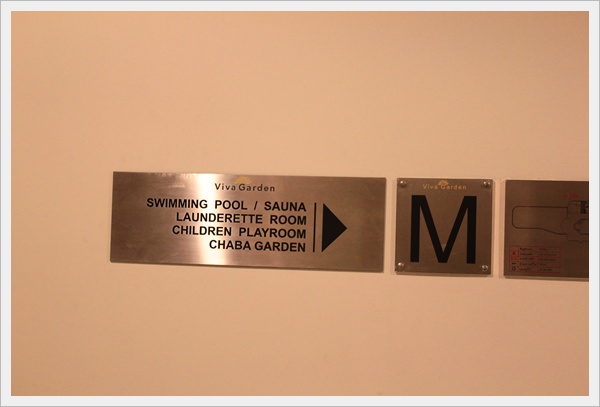 Viva Garden
SWIMMING POOL / SAUNA
LAUNDERETTE ROOM
CHILDREN PLAYROOM
CHABA GARDEN
Viva Garden
M